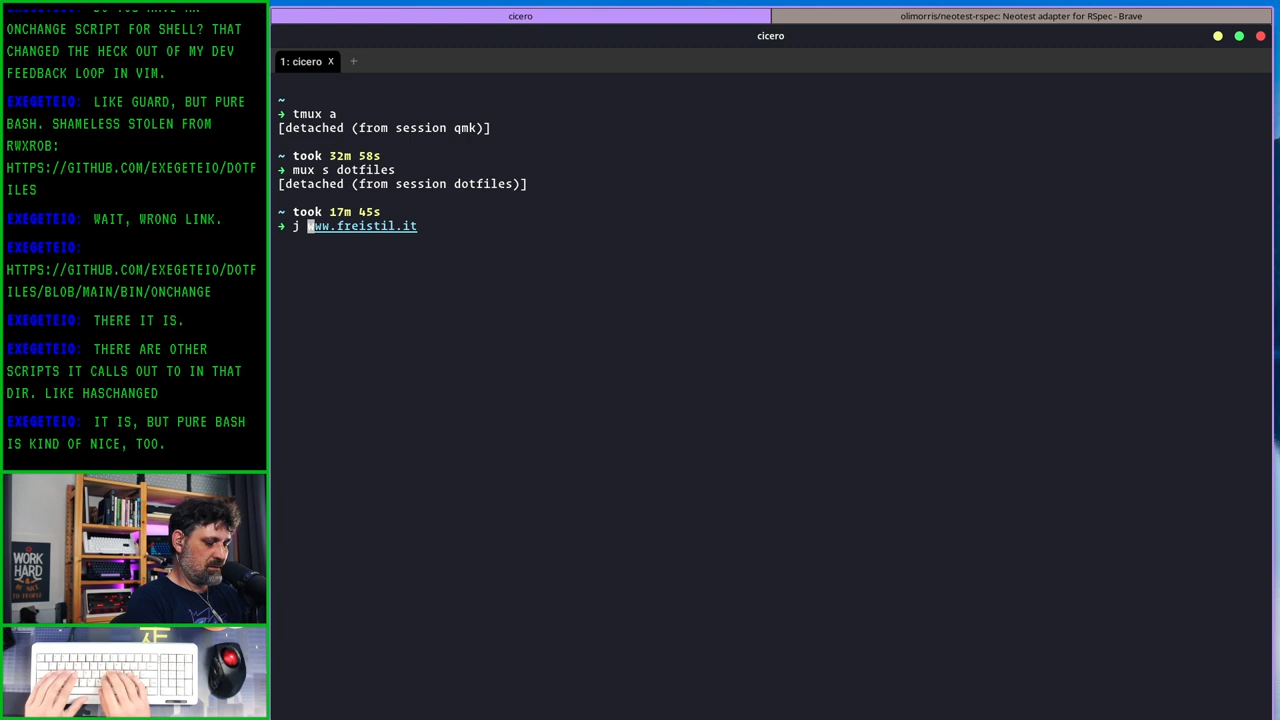 ONCHANGE SCRIPT FOR SHELL? THAT
CHANGED THE HECK OUT OF MY DEV
FEEDBACK LOOP IN VIM.
EXEGETEIO: LIKE GUARD, BUT PURE
BASH. SHAMELESS STOLEN FROM
RWXROB:
HTTPS://GITHUB.COM/EXEGETEIO/DOTF
ILES
EXEGETEIO: WAIT, WRONG LINK.
EXEGETEIO:
HTTPS://GITHUB.COM/EXEGETEIO/DOTF
ILES/BLOB/MAIN/BIN/ONCHANGE
EXEGETEIO: THERE IT IS.
EXEGETEIO: THERE ARE OTHER
SCRIPTS IT CALLS OUT TO IN THAT
DIR. LIKE HASCHANGED
EXEGETEIO: IT IS, BUT PURE BASH
IS KIND OF NICE, TOO.
WORK
HARD
cicero
olimorris/neotest-rspec: Neotest adapter for RSpec - Brave
cicero
1: cicero X +
~
➜ tmux a
[detached (from session qmk)]
~ took 32m 58s
➜ mux s dotfiles
[detached (from session dotfiles)]
~ took 17m 45s
➜ j www.freistil.it